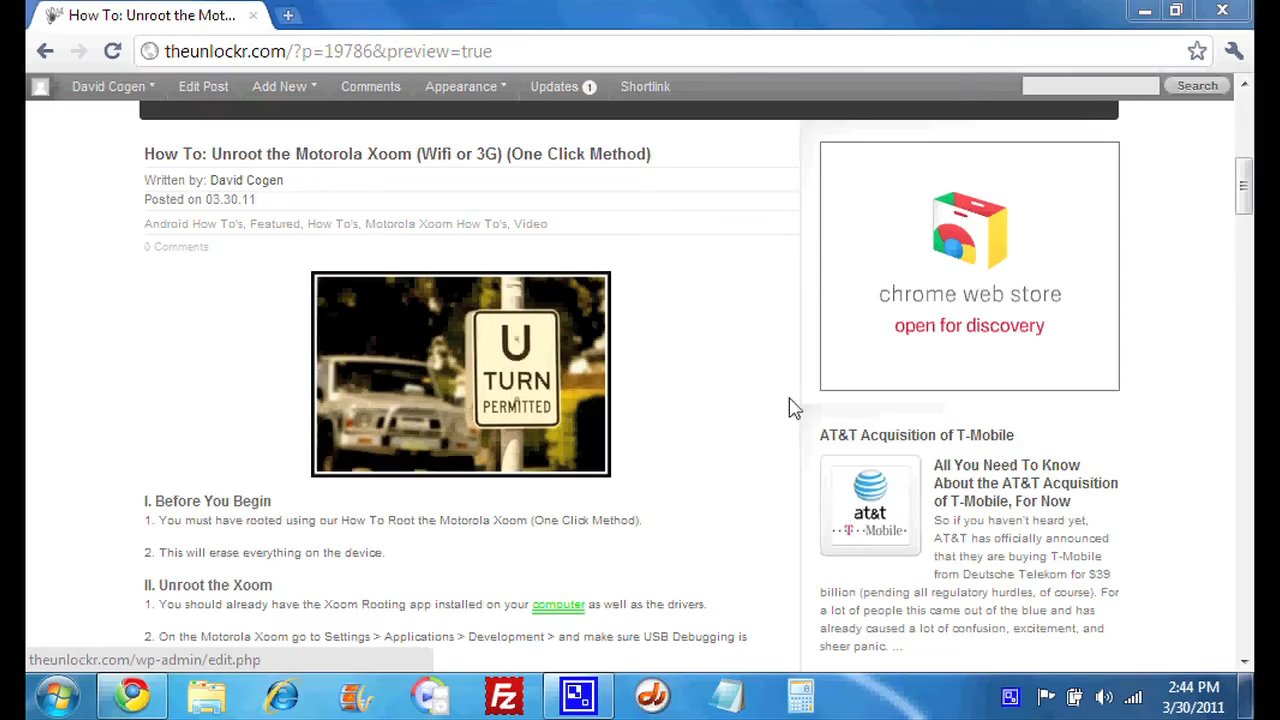 How To: Unroot the Mot...
theunlockr.com/?p=19786&preview=true
David Cogen Edit Post Add New Comments Appearance Updates 1 Shortlink Search
How To: Unroot the Motorola Xoom (Wifi or 3G) (One Click Method)
Written by: David Cogen
Posted on 03.30.11
Android How To's, Featured, How To's, Motorola Xoom How To's, Video
0 Comments
U
TURN
PERMITTED
I. Before You Begin
1. You must have rooted using our How To Root the Motorola Xoom (One Click Method).
2. This will erase everything on the device.
II. Unroot the Xoom
1. You should already have the Xoom Rooting app installed on your computer as well as the drivers.
2. On the Motorola Xoom go to Settings > Applications > Development > and make sure USB Debugging is
chrome web store
open for discovery
AT&T Acquisition of T-Mobile
at&t
T-Mobile
All You Need To Know
About the AT&T Acquisition
of T-Mobile, For Now
So if you haven't heard yet,
AT&T has officially announced
that they are buying T-Mobile
from Deutsche Telekom for $39
billion (pending all regulatory hurdles, of course). For
a lot of people this came out of the blue and has
already caused a lot of confusion, excitement, and
sheer panic. ...
theunlockr.com/wp-admin/edit.php
Fz
2:44 PM
3/30/2011